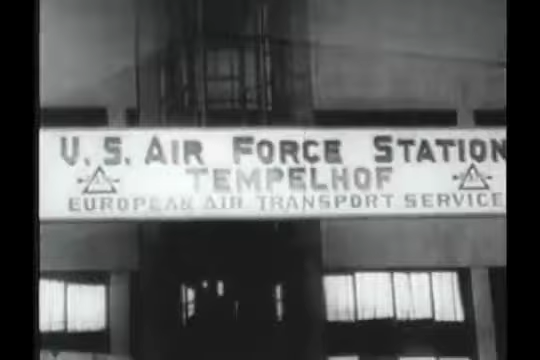 U. S. AIR FORCE STATION
TEMPELHOF
EUROPEAN AIR TRANSPORT SERVICE